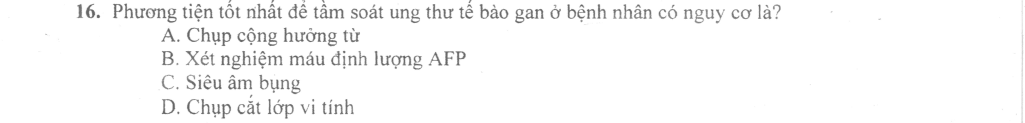 16. Phương tiện tốt nhất để tầm soát ung thư tế bào gan ở bệnh nhân có nguy cơ là?
A. Chụp cộng hưởng từ
B. Xét nghiệm máu định lượng AFP
C. Siêu âm bụng
D. Chụp cắt lớp vi tính